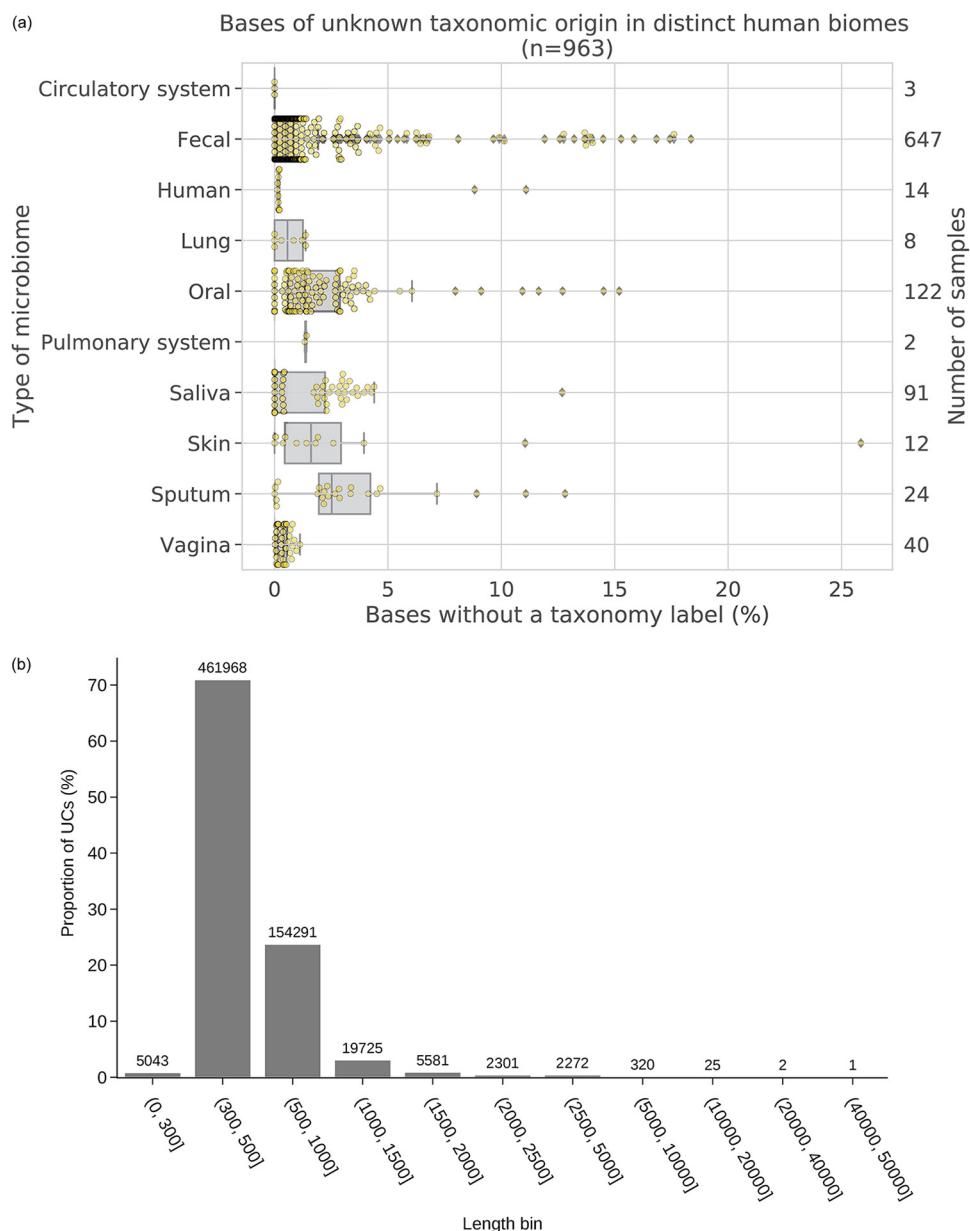 (a)
Bases of unknown taxonomic origin in distinct human biomes
(n=963)
Type of microbiome
Number of samples
Circulatory system 3
Fecal 647
Human 14
Lung 8
Oral 122
Pulmonary system 2
Saliva 91
Skin 12
Sputum 24
Vagina 40
0 5 10 15 20 25
Bases without a taxonomy label (%)
(b)
Proportion of UCs (%)
70
60
50
40
30
20
10
0
5043 461968 154291 19725 5581 2301 2272 320 25 2 1
(0, 300] (300, 500] (500, 1000] (1000, 1500] (1500, 2000] (2000, 2500] (2500, 5000] (5000, 10000] (10000, 20000] (20000, 40000] (40000, 50000]
Length bin